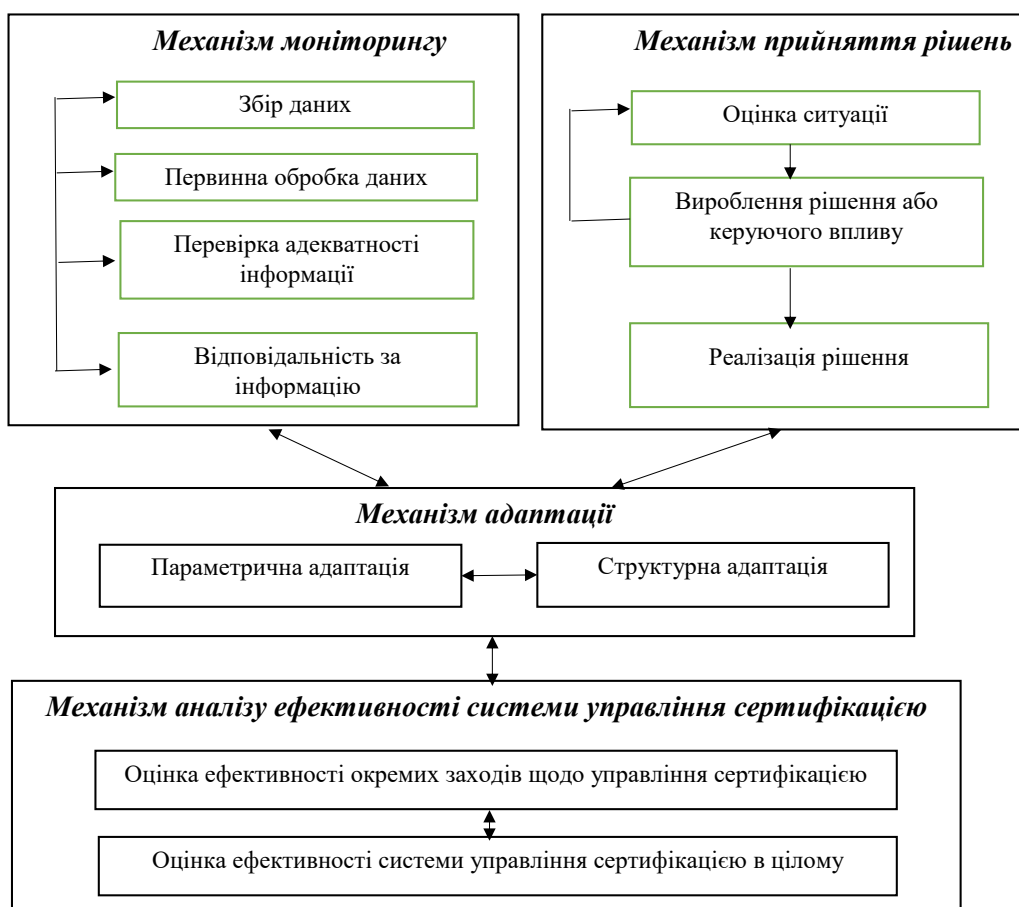 Механізм моніторингу
Збір даних
Первинна обробка даних
Перевірка адекватності
інформації
Відповідальність за
інформацію
Механізм прийняття рішень
Оцінка ситуації
Вироблення рішення або
керуючого впливу
Реалізація рішення
Механізм адаптації
Параметрична адаптація
Структурна адаптація
Механізм аналізу ефективності системи управління сертифікацією
Оцінка ефективності окремих заходів щодо управління сертифікацією
Оцінка ефективності системи управління сертифікацією в цілому